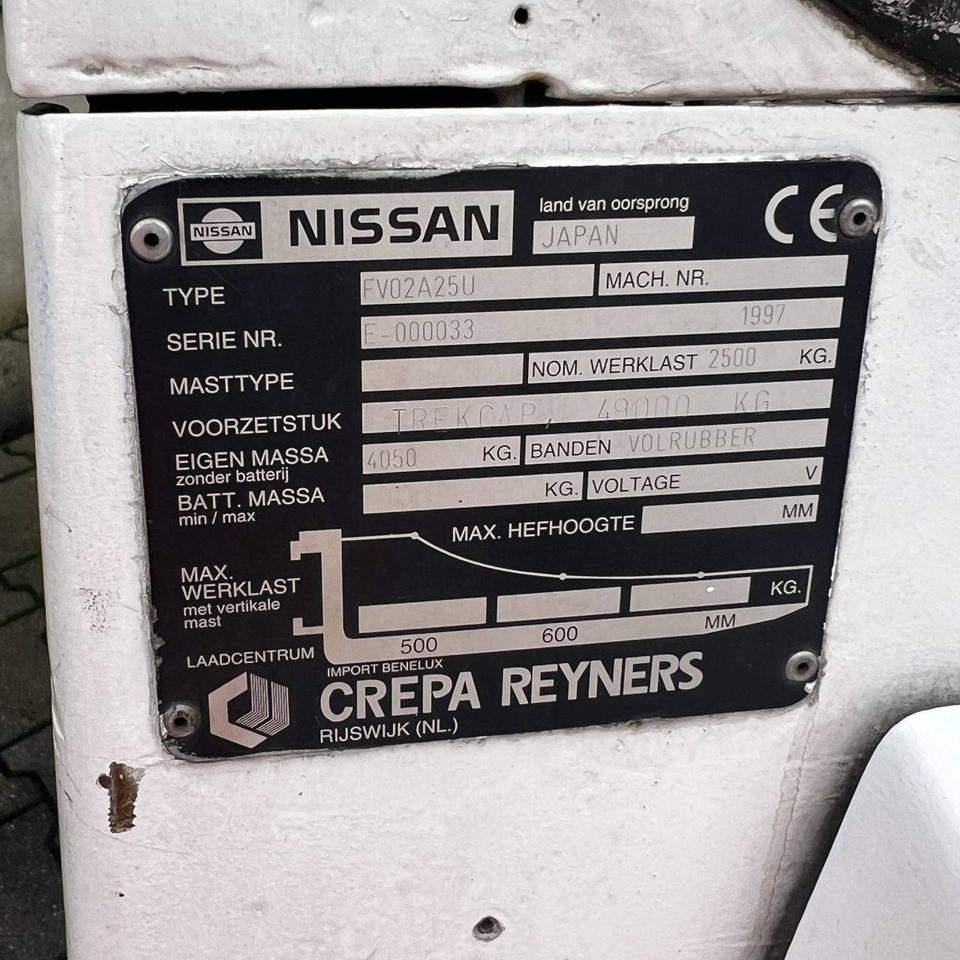 NISSAN NISSAN land van oorsprong CE
JAPAN
TYPE FV02A25U MACH. NR.
SERIE NR. E-000033 1997
MASTTYPE NOM. WERKLAST 2500 KG.
VOORZETSTUK TREKCAP, 49000 KG
EIGEN MASSA 4050 KG. BANDEN VOLRUBBER
zonder batterij
BATT. MASSA KG. VOLTAGE V
min / max
MAX. HEFHOOGTE MM
MAX.
WERKLAST KG.
met vertikale
mast
500 600 MM
LAADCENTRUM
IMPORT BENELUX
CREPA REYNERS
RIJSWIJK (NL.)